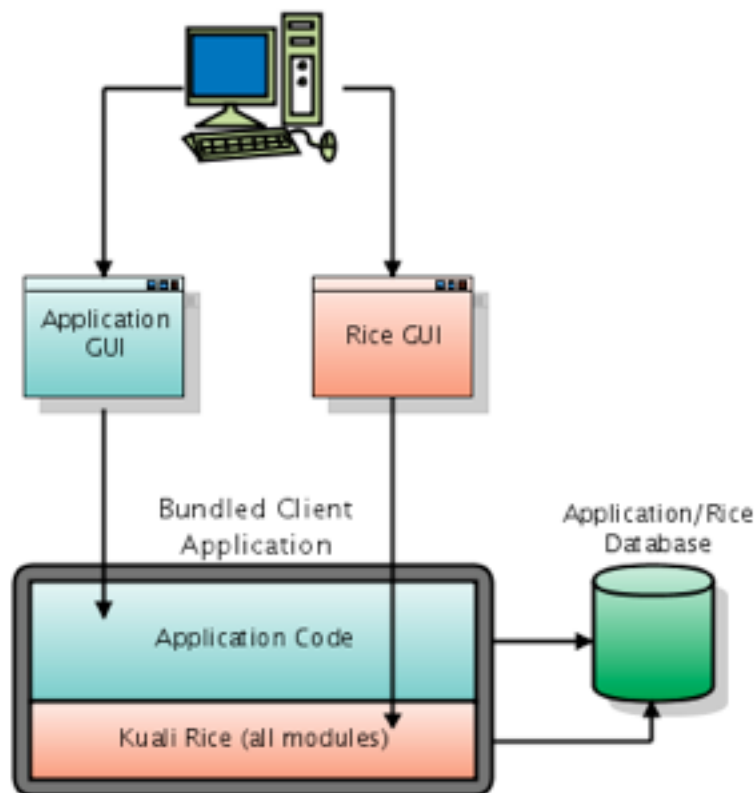 Application
GUI
Rice GUI
Bundled Client
Application
Application/Rice
Database
Application Code
Kuali Rice (all modules)